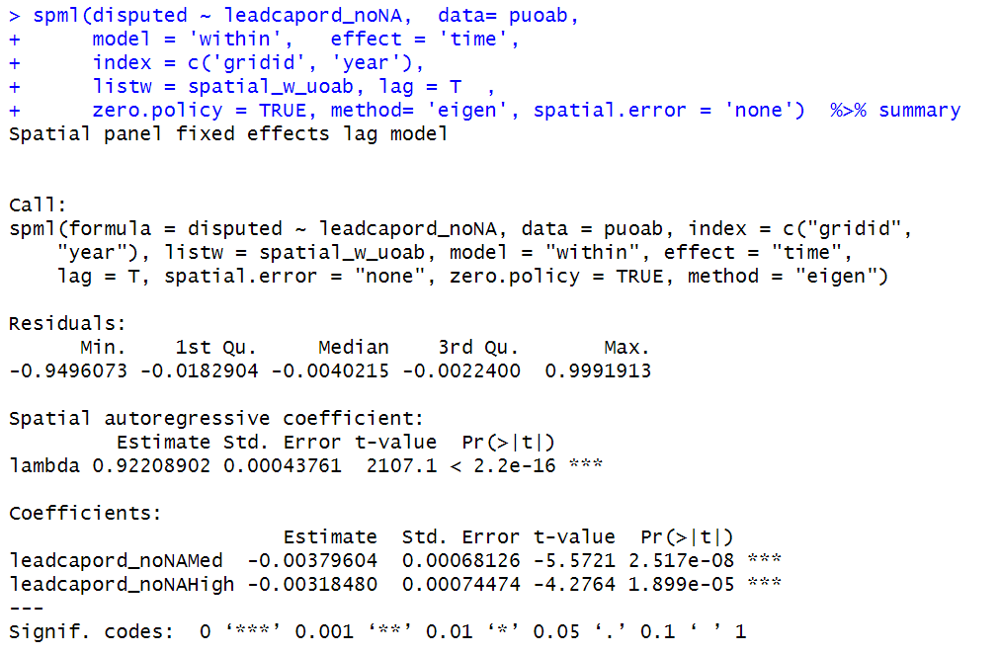 > spml(disputed ~ leadcapord_noNA,  data= puoab,
+      model = 'within',   effect = 'time',
+      index = c('gridid', 'year'),
+      listw = spatial_w_uoab, lag = T  ,
+      zero.policy = TRUE, method= 'eigen', spatial.error = 'none')  %>% summary
Spatial panel fixed effects lag model
Call:
spml(formula = disputed ~ leadcapord_noNA, data = puoab, index = c("gridid",
    "year"), listw = spatial_w_uoab, model = "within", effect = "time",
    lag = T, spatial.error = "none", zero.policy = TRUE, method = "eigen")
Residuals:
      Min.    1st Qu.     Median    3rd Qu.       Max.
-0.9496073 -0.0182904 -0.0040215 -0.0022400  0.9991913
Spatial autoregressive coefficient:
         Estimate Std. Error t-value  Pr(>|t|)
lambda 0.92208902 0.00043761  2107.1 < 2.2e-16 ***
Coefficients:
                       Estimate  Std. Error t-value  Pr(>|t|)
leadcapord_noNAMed  -0.00379604  0.00068126 -5.5721 2.517e-08 ***
leadcapord_noNAHigh -0.00318480  0.00074474 -4.2764 1.899e-05 ***
---
Signif. codes:  0 ‘***’ 0.001 ‘**’ 0.01 ‘*’ 0.05 ‘.’ 0.1 ‘ ’ 1